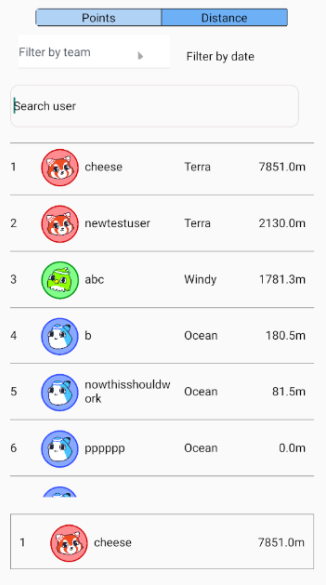 Points Distance
Filter by team Filter by date
Search user
1 cheese Terra 7851.0m
2 newtestuser Terra 2130.0m
3 abc Windy 1781.3m
4 b Ocean 180.5m
5 nowthisshouldw Ocean 81.5m
ork
6 pppppp Ocean 0.0m
1 cheese 7851.0m